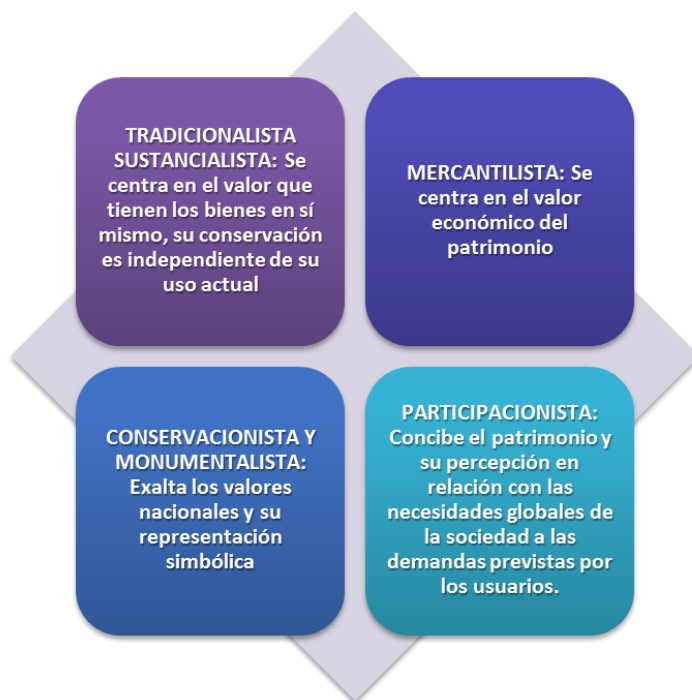 TRADICIONALISTA
SUSTANCIALISTA: Se
centra en el valor que
tienen los bienes en sí
mismo, su conservación
es independiente de su
uso actual
MERCANTILISTA: Se
centra en el valor
económico del
patrimonio
CONSERVACIONISTA Y
MONUMENTALISTA:
Exalta los valores
nacionales y su
representación
simbólica
PARTICIPACIONISTA:
Concibe el patrimonio y
su percepción en
relación con las
necesidades globales de
la sociedad a las
demandas previstas por
los usuarios.